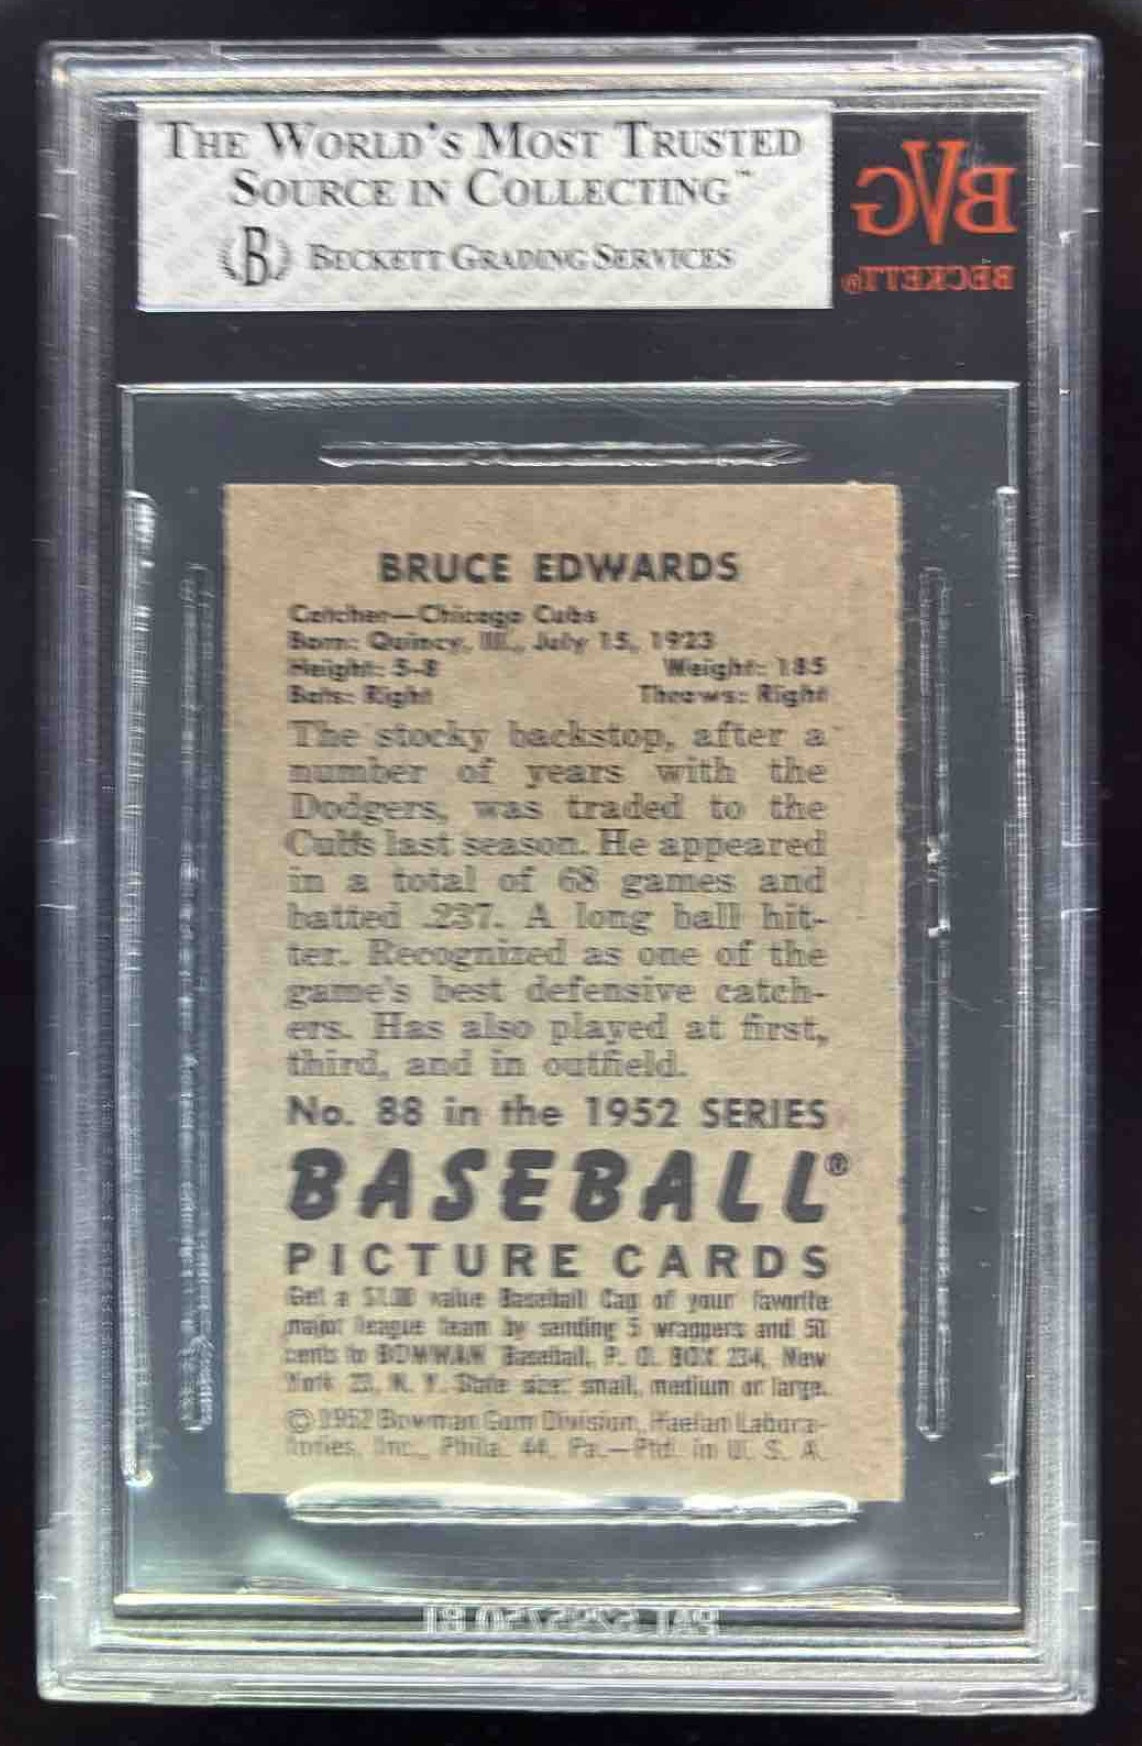 THE WORLD'S MOST TRUSTED
SOURCE IN COLLECTING™
B BECKETT GRADING SERVICES
BVG
BECKETT®
BRUCE EDWARDS
Catcher—Chicago Cubs
Born: Quincy, Ill., July 15, 1923
Height: 5-8 Weight: 185
Bats: Right Throws: Right
The stocky backstop, after a
number of years with the
Dodgers, was traded to the
Cubs last season. He appeared
in a total of 68 games and
batted .237. A long ball hit-
ter. Recognized as one of the
game's best defensive catch-
ers. Has also played at first,
third, and in outfield.
No. 88 in the 1952 SERIES
BASEBALL®
PICTURE CARDS
Get a $1.00 value Baseball Cap of your favorite
major league team by sending 5 wrappers and 50
cents to BOWMAN Baseball, P. O. BOX 234, New
York 23, N. Y. State size: small, medium or large.
© 1952 Bowman Gum Division, Haelan Labora-
tories, Inc., Phila. 44, Pa.—Ptd. in U. S. A.